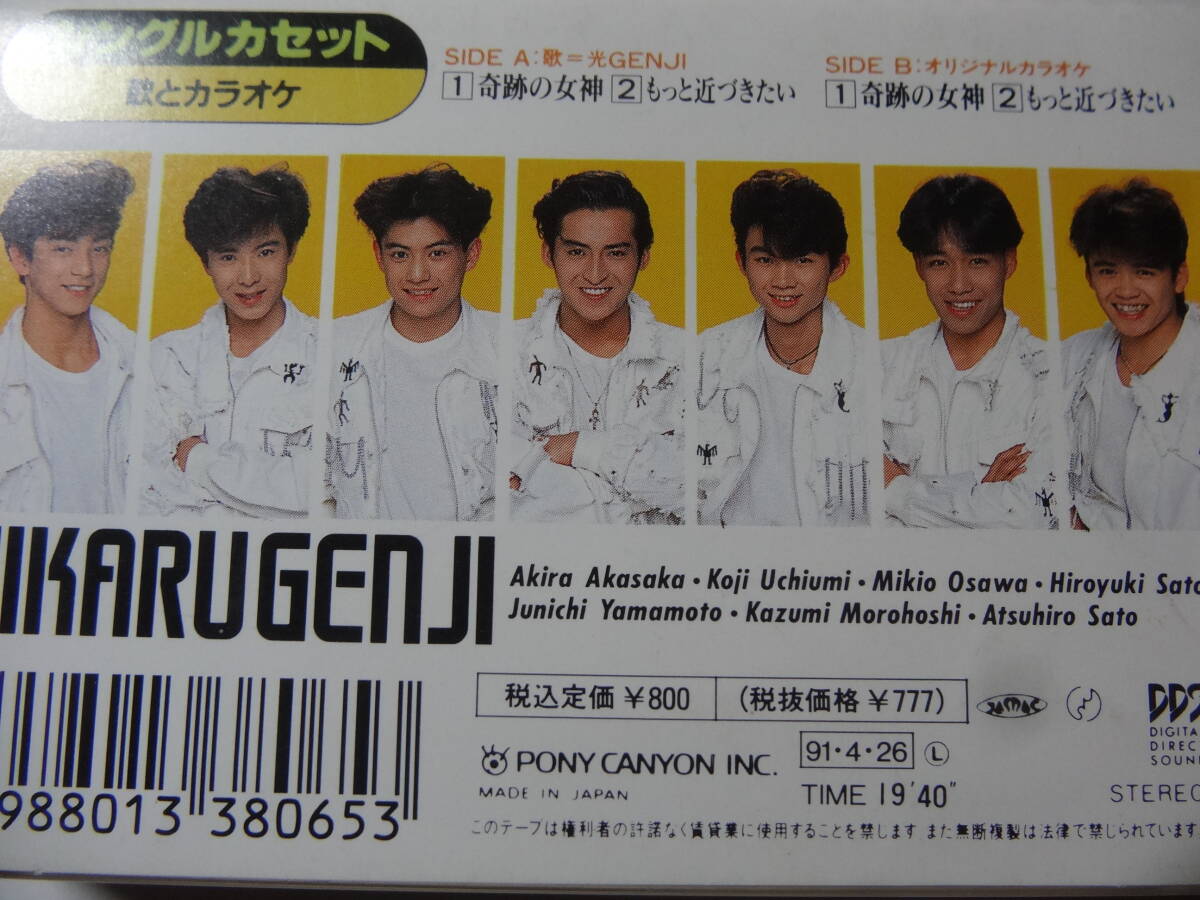 ングルカセット
歌とカラオケ
SIDE A:歌=光GENJI
1 奇跡の女神 2 もっと近づきたい
SIDE B:オリジナルカラオケ
1 奇跡の女神 2 もっと近づきたい
IKARUGENJI
Akira Akasaka・Koji Uchiumi・Mikio Osawa・Hiroyuki Sato
Junichi Yamamoto・Kazumi Morohoshi・Atsuhiro Sato
988013 380653
税込定価 ¥800 (税抜価格 ¥777)
PONY CANYON INC.
MADE IN JAPAN
91・4・26 L
TIME 19'40"
DDS
DIGITA
DIREC
SOUN
STEREO
このテープは権利者の許諾なく賃貸業に使用することを禁じます。また無断複製は法律で禁じられています